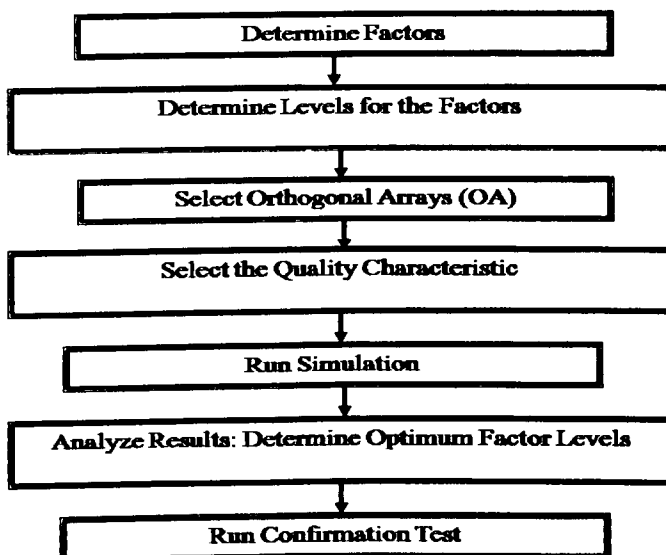 Determine Factors
Determine Levels for the Factors
Select Orthogonal Arrays (OA)
Select the Quality Characteristic
Run Simulation
Analyze Results: Determine Optimum Factor Levels
Run Confirmation Test